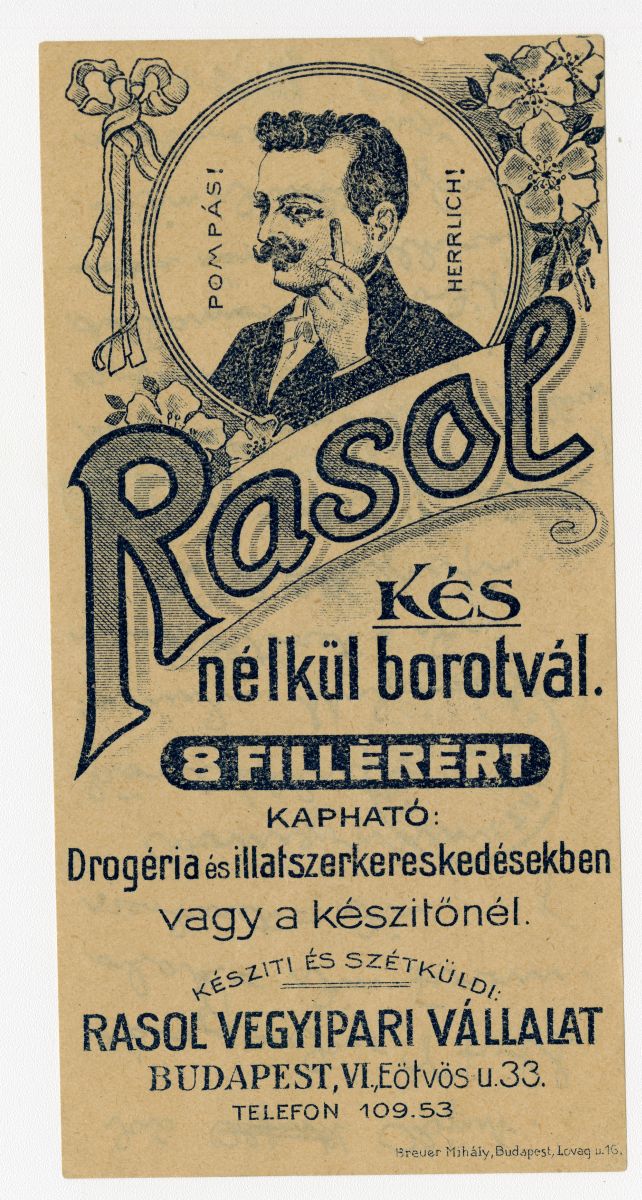 POMPÁS!
HERRLICH!
Rasol
KÉS
nélkül borotvál.
8 FILLÉRÉRT
KAPHATÓ:
Drogéria és illatszerkereskedésekben
vagy a készitőnél.
KÉSZITI ÉS SZÉTKÜLDI:
RASOL VEGYIPARI VÁLLALAT
BUDAPEST, VI., Eötvös u. 33.
TELEFON 109.53
Breuer Mihály, Budapest, Lovag u. 16.